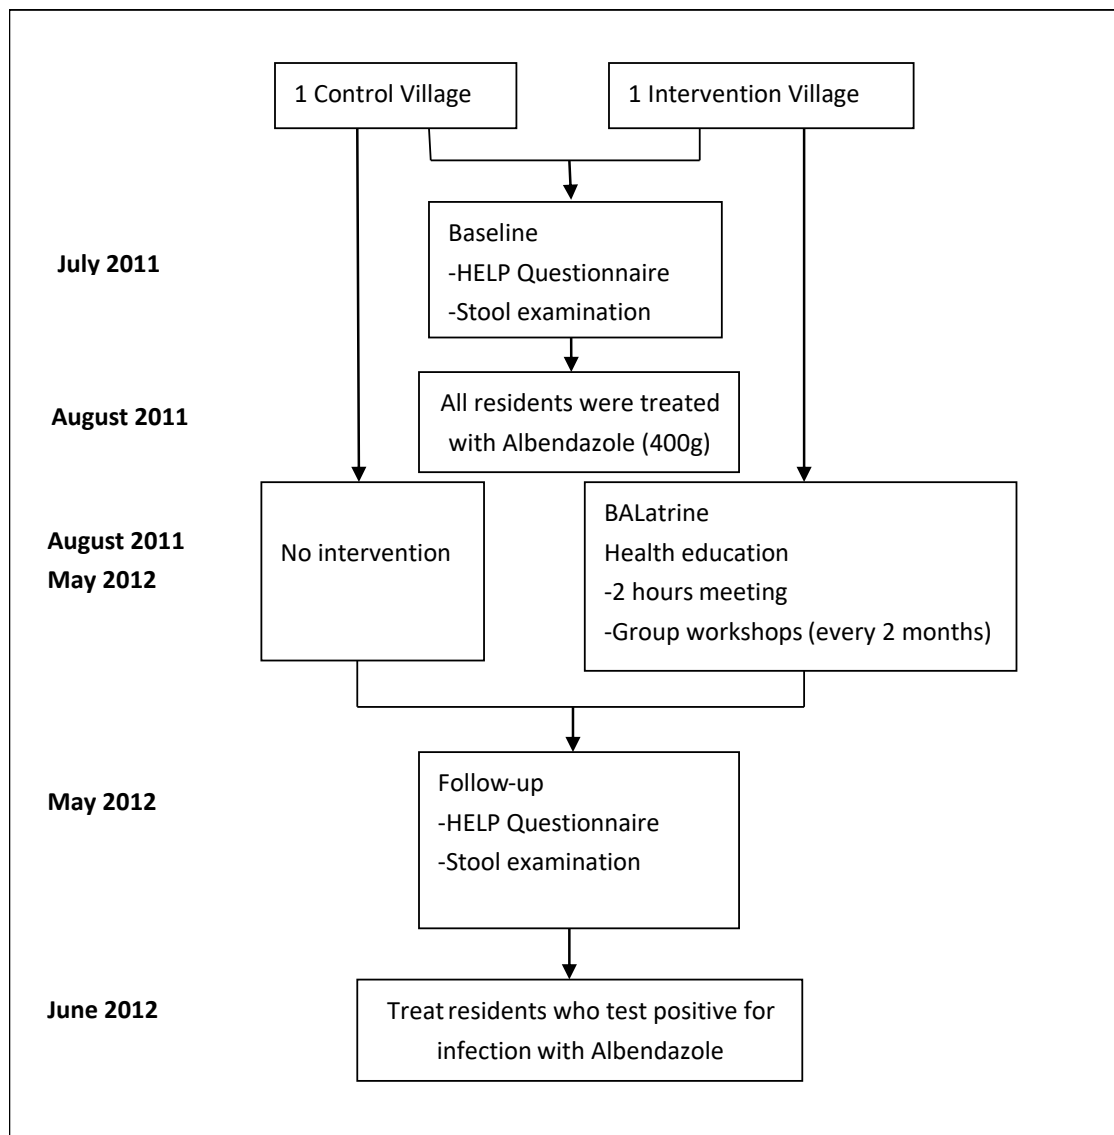 1 Control Village
1 Intervention Village
July 2011
Baseline
-HELP Questionnaire
-Stool examination
August 2011
All residents were treated
with Albendazole (400g)
August 2011
May 2012
No intervention
BALatrine
Health education
-2 hours meeting
-Group workshops (every 2 months)
May 2012
Follow-up
-HELP Questionnaire
-Stool examination
June 2012
Treat residents who test positive for
infection with Albendazole